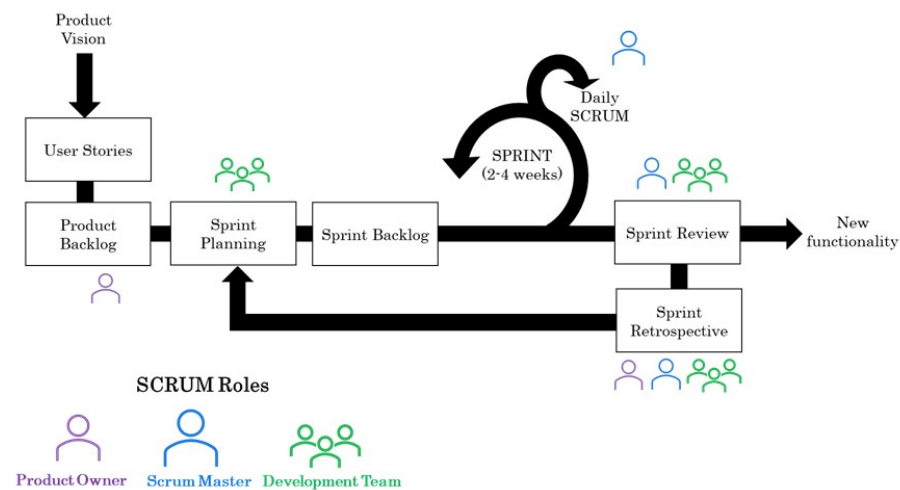 Product
Vision
User Stories
Product
Backlog
Sprint
Planning
Sprint Backlog
SPRINT
(2-4 weeks)
Daily
SCRUM
Sprint Review
New
functionality
Sprint
Retrospective
SCRUM Roles
Product Owner
Scrum Master
Development Team